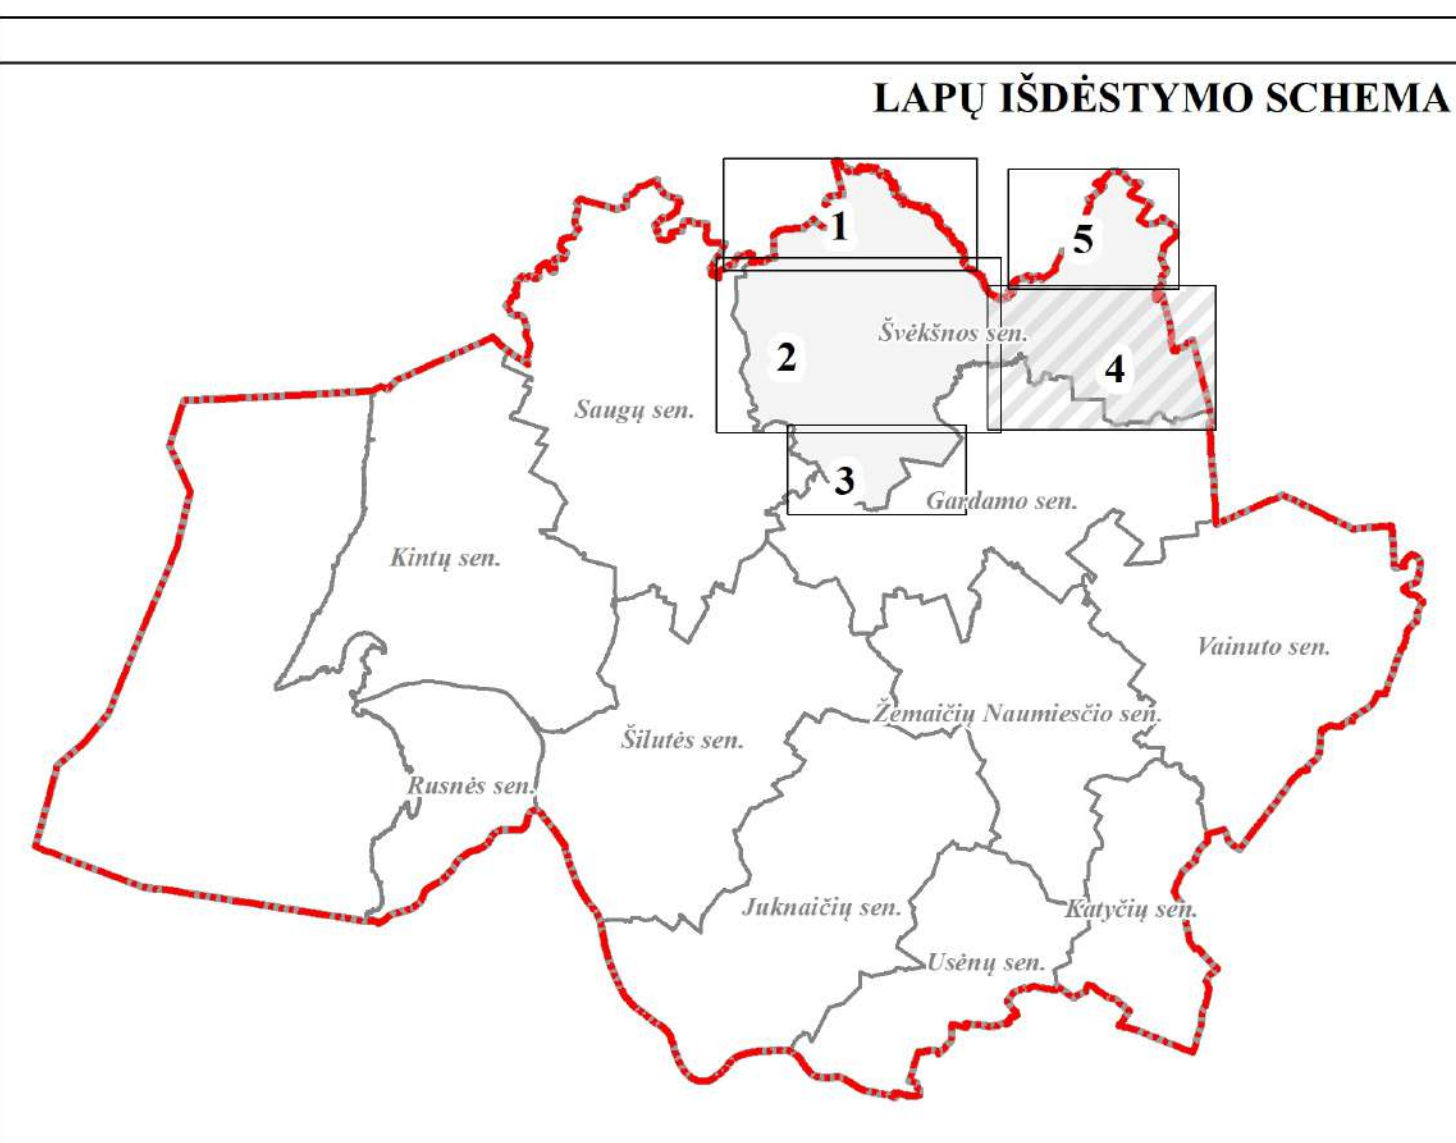 LAPŲ IŠDĖSTYMO SCHEMA
1
5
Švėkšnos sen.
2
4
Saugų sen.
3
Gardamo sen.
Kintų sen.
Vainuto sen.
Žemaičių Naumiesčio sen.
Šilutės sen.
Rusnės sen.
Juknaičių sen.
Katyčių sen.
Usėnų sen.